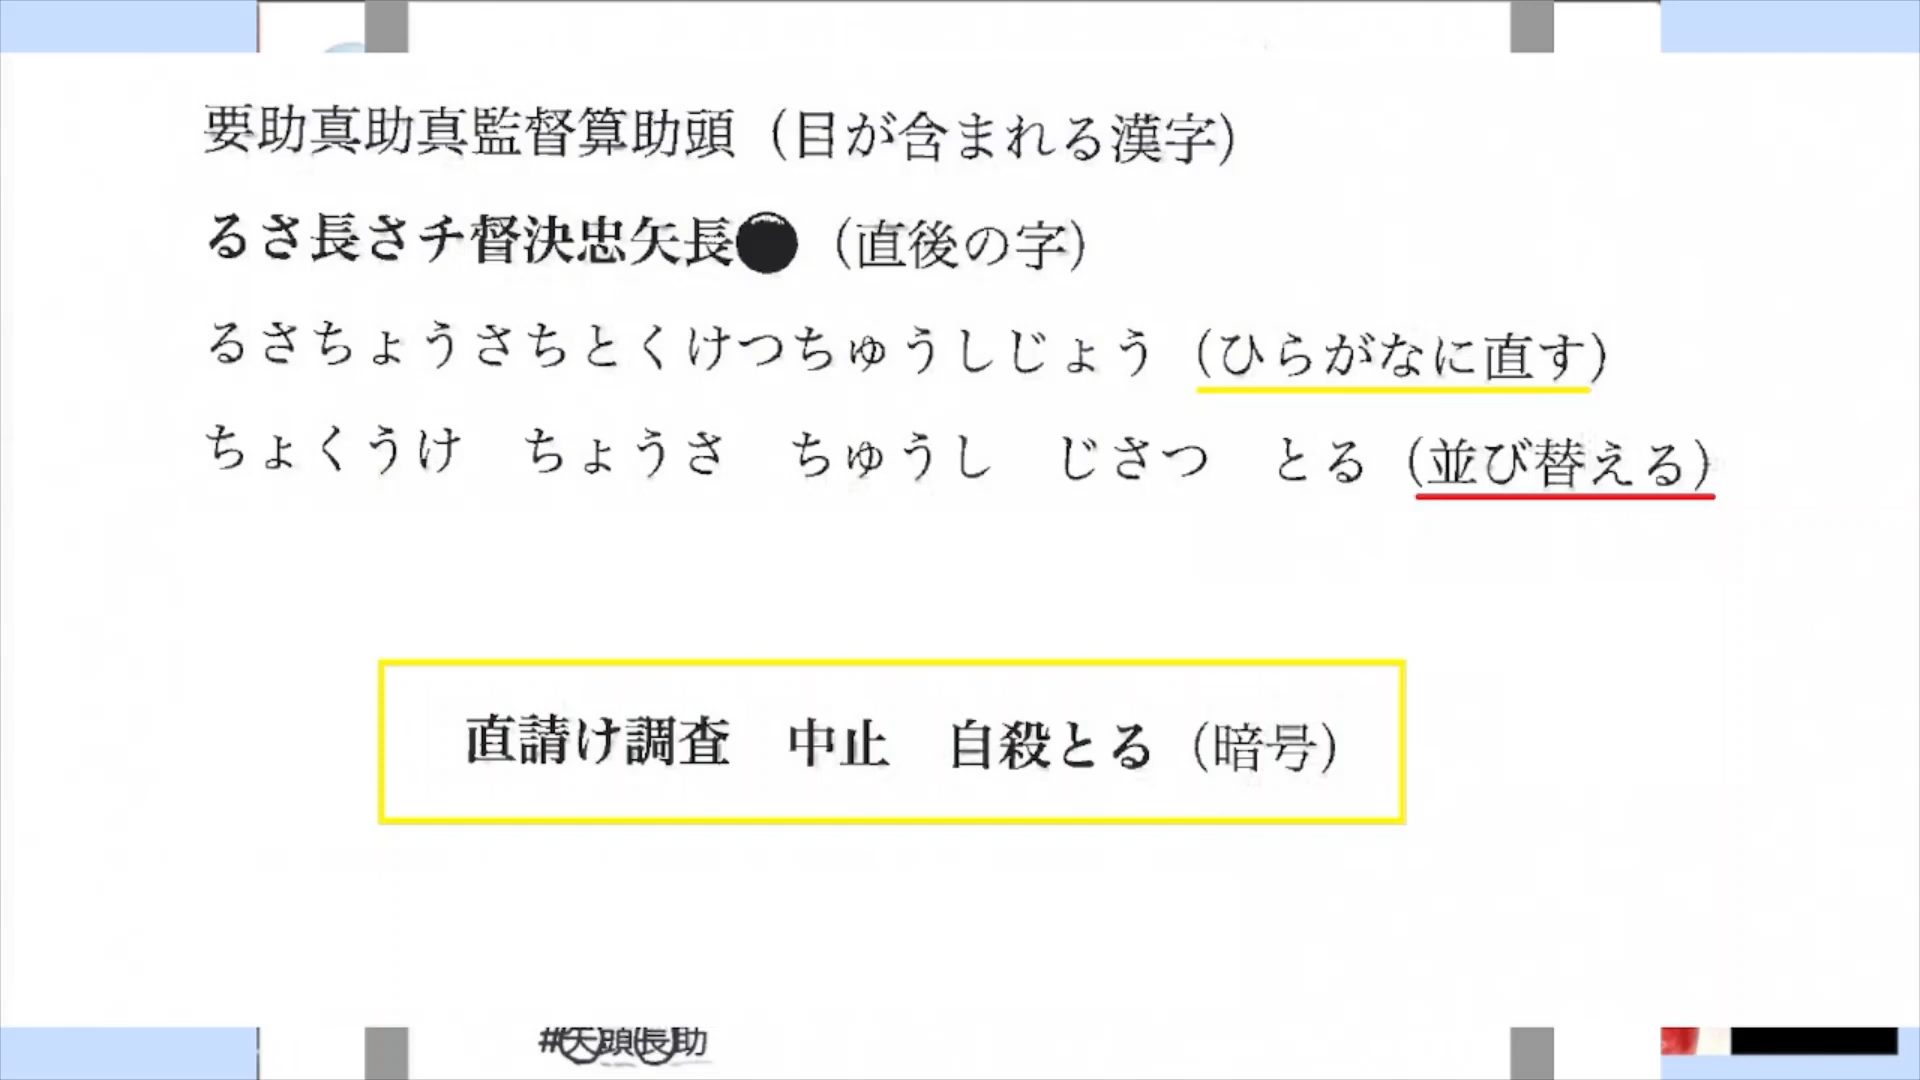 要助真助真監督算助頭（目が含まれる漢字）
るさ長さチ督決忠矢長●（直後の字）
るさちょうさちとくけつちゅうしじょう（ひらがなに直す）
ちょくうけ　ちょうさ　ちゅうし　じさつ　とる（並び替える）
直請け調査　中止　自殺とる（暗号）
#矢頭長助